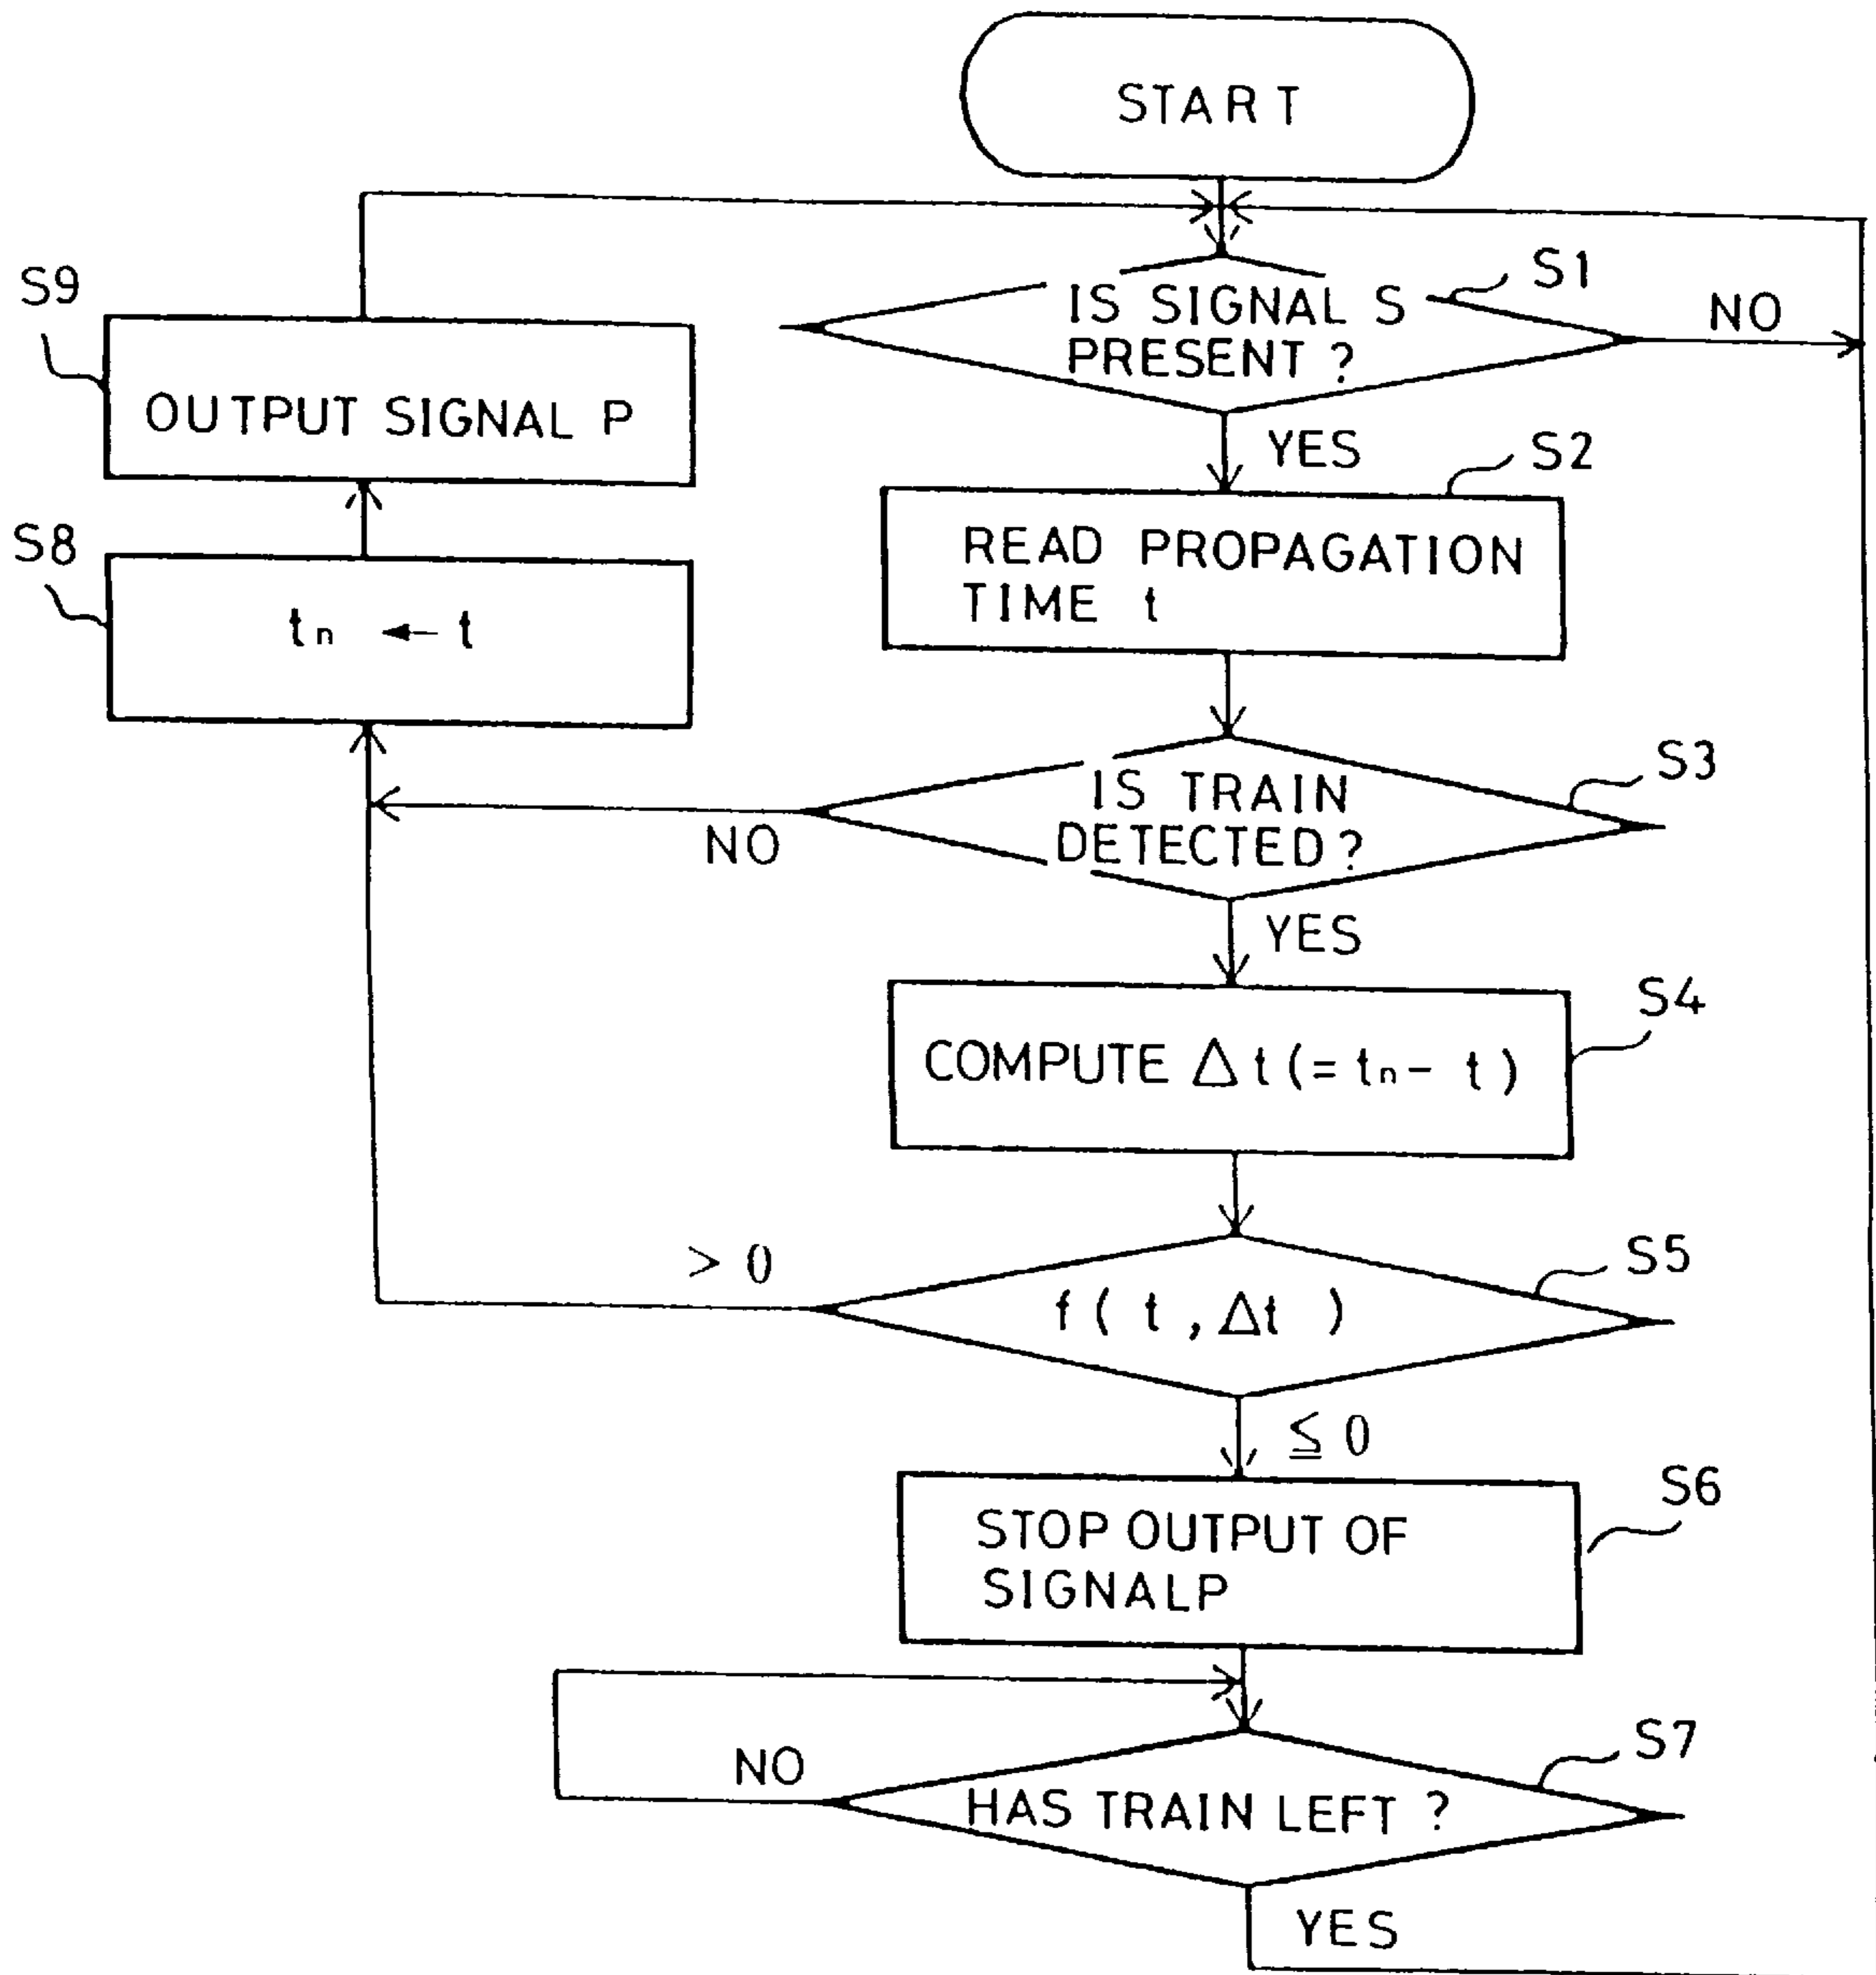 START
S1
IS SIGNAL S
PRESENT ?
NO
YES
S2
READ PROPAGATION
TIME t
S3
IS TRAIN
DETECTED?
NO
YES
S4
COMPUTE Δt (= tn - t)
S5
f ( t , Δt )
> 0
≦ 0
S6
STOP OUTPUT OF
SIGNALP
S7
HAS TRAIN LEFT ?
NO
YES
S8
tn ← t
S9
OUTPUT SIGNAL P